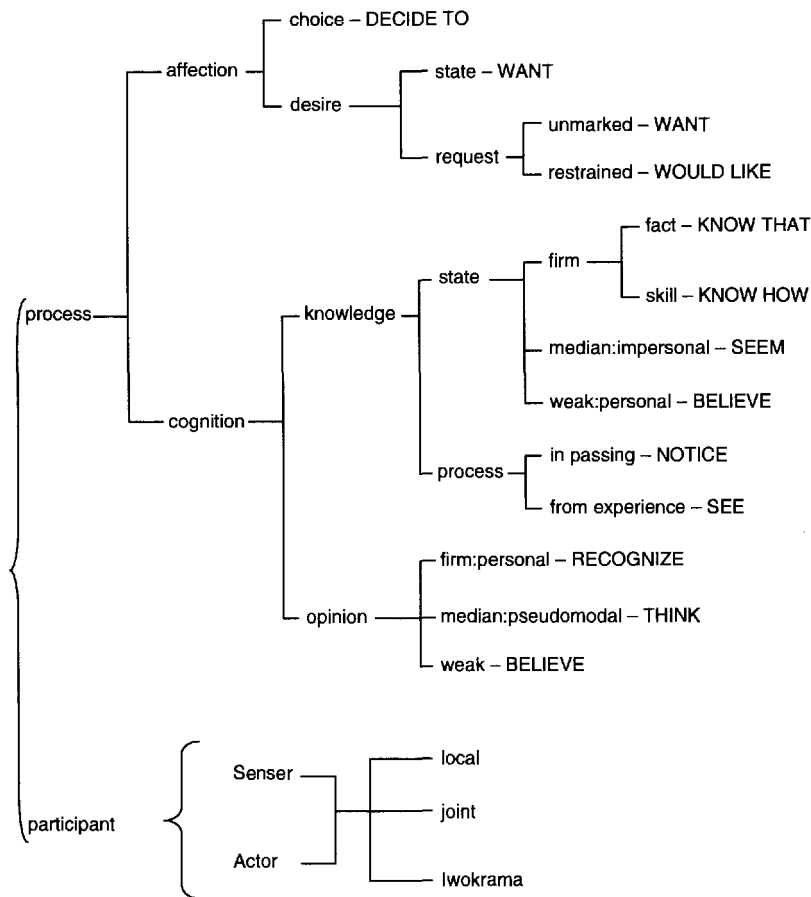 choice – DECIDE TO
affection
state – WANT
desire
unmarked – WANT
request
restrained – WOULD LIKE
fact – KNOW THAT
firm
state
skill – KNOW HOW
process
knowledge
median:impersonal – SEEM
weak:personal – BELIEVE
cognition
in passing – NOTICE
process
from experience – SEE
firm:personal – RECOGNIZE
opinion
median:pseudomodal – THINK
weak – BELIEVE
local
Senser
joint
participant
Actor
Iwokrama